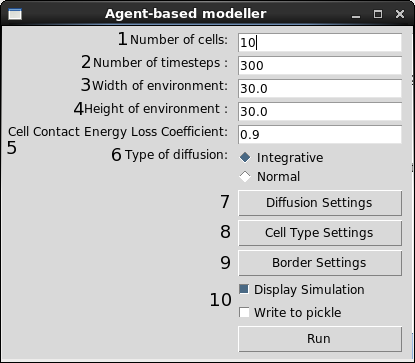 Agent-based modeller
1 Number of cells: 10
2 Number of timesteps : 300
3 Width of environment: 30.0
4 Height of environment : 30.0
Cell Contact Energy Loss Coefficient: 0.9
5
6 Type of diffusion: Integrative
Normal
7 Diffusion Settings
8 Cell Type Settings
9 Border Settings
10 Display Simulation
Write to pickle
Run